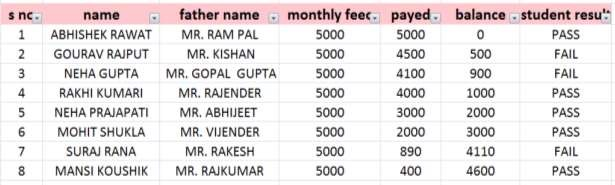 s no name father name monthly feec payed balance student result
1 ABHISHEK RAWAT MR. RAM PAL 5000 5000 0 PASS
2 GOURAV RAJPUT MR. KISHAN 5000 4500 500 FAIL
3 NEHA GUPTA MR. GOPAL GUPTA 5000 4100 900 FAIL
4 RAKHI KUMARI MR. RAJENDER 5000 4000 1000 PASS
5 NEHA PRAJAPATI MR. ABHIJEET 5000 3000 2000 PASS
6 MOHIT SHUKLA MR. VIJENDER 5000 2000 3000 PASS
7 SURAJ RANA MR. RAKESH 5000 890 4110 FAIL
8 MANSI KOUSHIK MR. RAJKUMAR 5000 400 4600 PASS